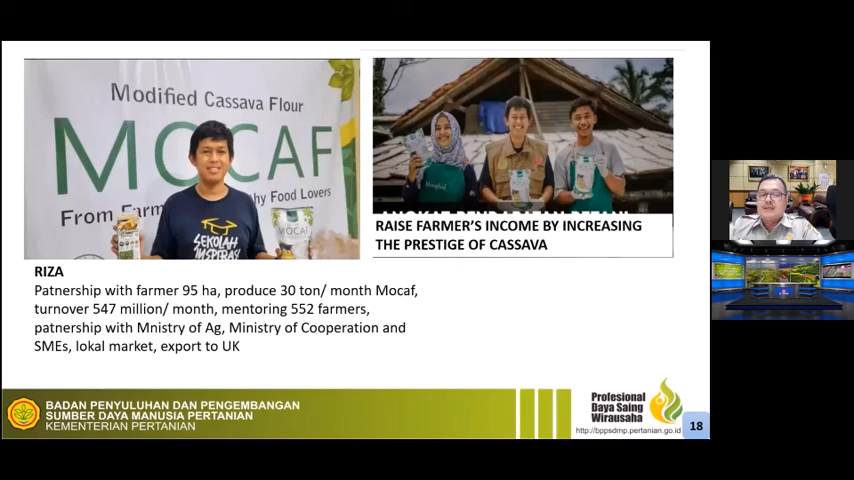 Modified Cassava Flour
MOCAF
From Farm
hy Food Lovers
SEKOLAH
INSPIRASI
MOCAF
RAISE FARMER'S INCOME BY INCREASING
THE PRESTIGE OF CASSAVA
RIZA
Patnership with farmer 95 ha, produce 30 ton/ month Mocaf,
turnover 547 million/ month, mentoring 552 farmers,
patnership with Mnistry of Ag, Ministry of Cooperation and
SMEs, lokal market, export to UK
BADAN PENYULUHAN DAN PENGEMBANGAN
SUMBER DAYA MANUSIA PERTANIAN
KEMENTERIAN PERTANIAN
Profesional
Daya Saing
Wirausaha
http://bppsdmp.pertanian.go.id
18